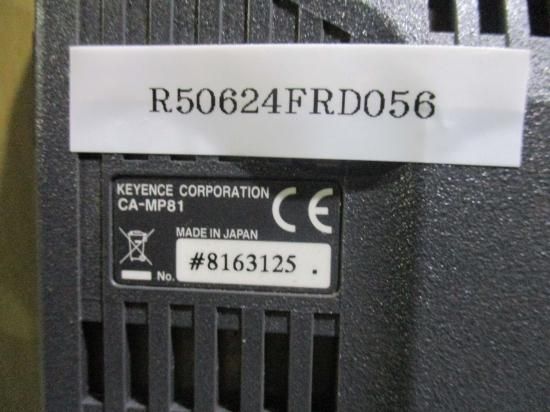 R50624FRD056
KEYENCE CORPORATION
CA-MP81
CE
MADE IN JAPAN
No. #8163125 .